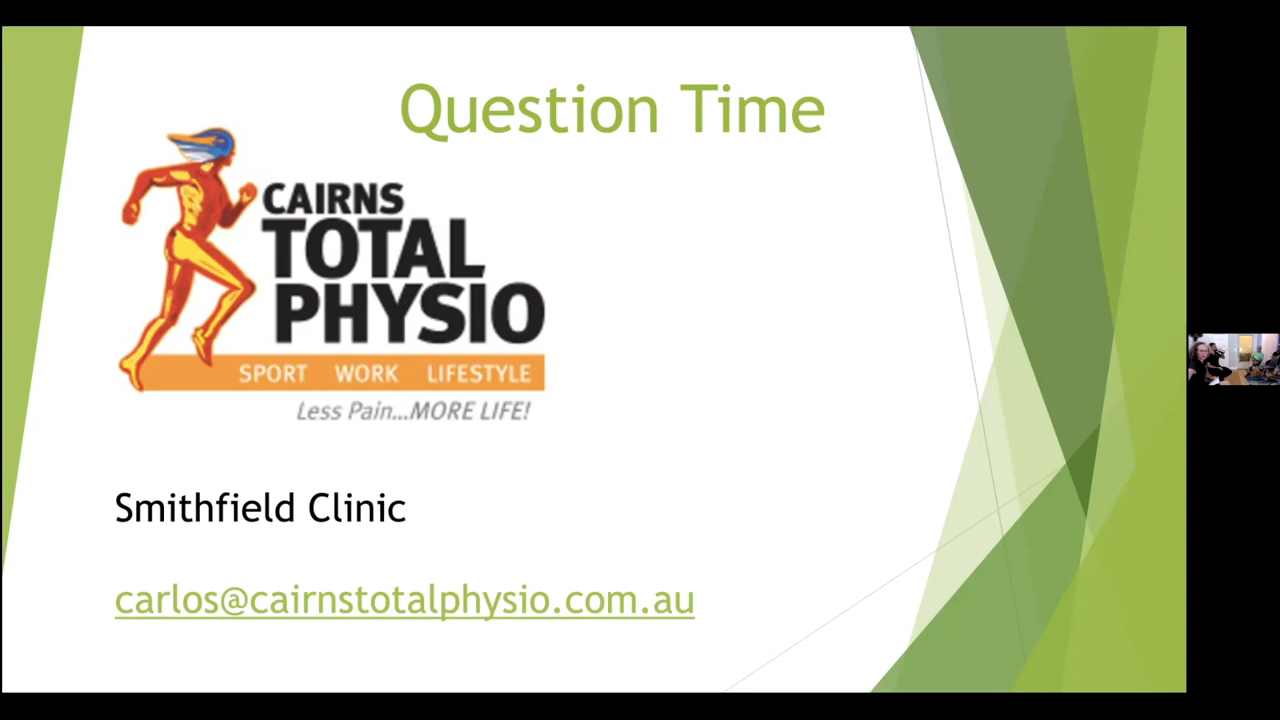 Question Time
CAIRNS
TOTAL
PHYSIO
SPORT WORK LIFESTYLE
Less Pain...MORE LIFE!
Smithfield Clinic
carlos@cairnstotalphysio.com.au